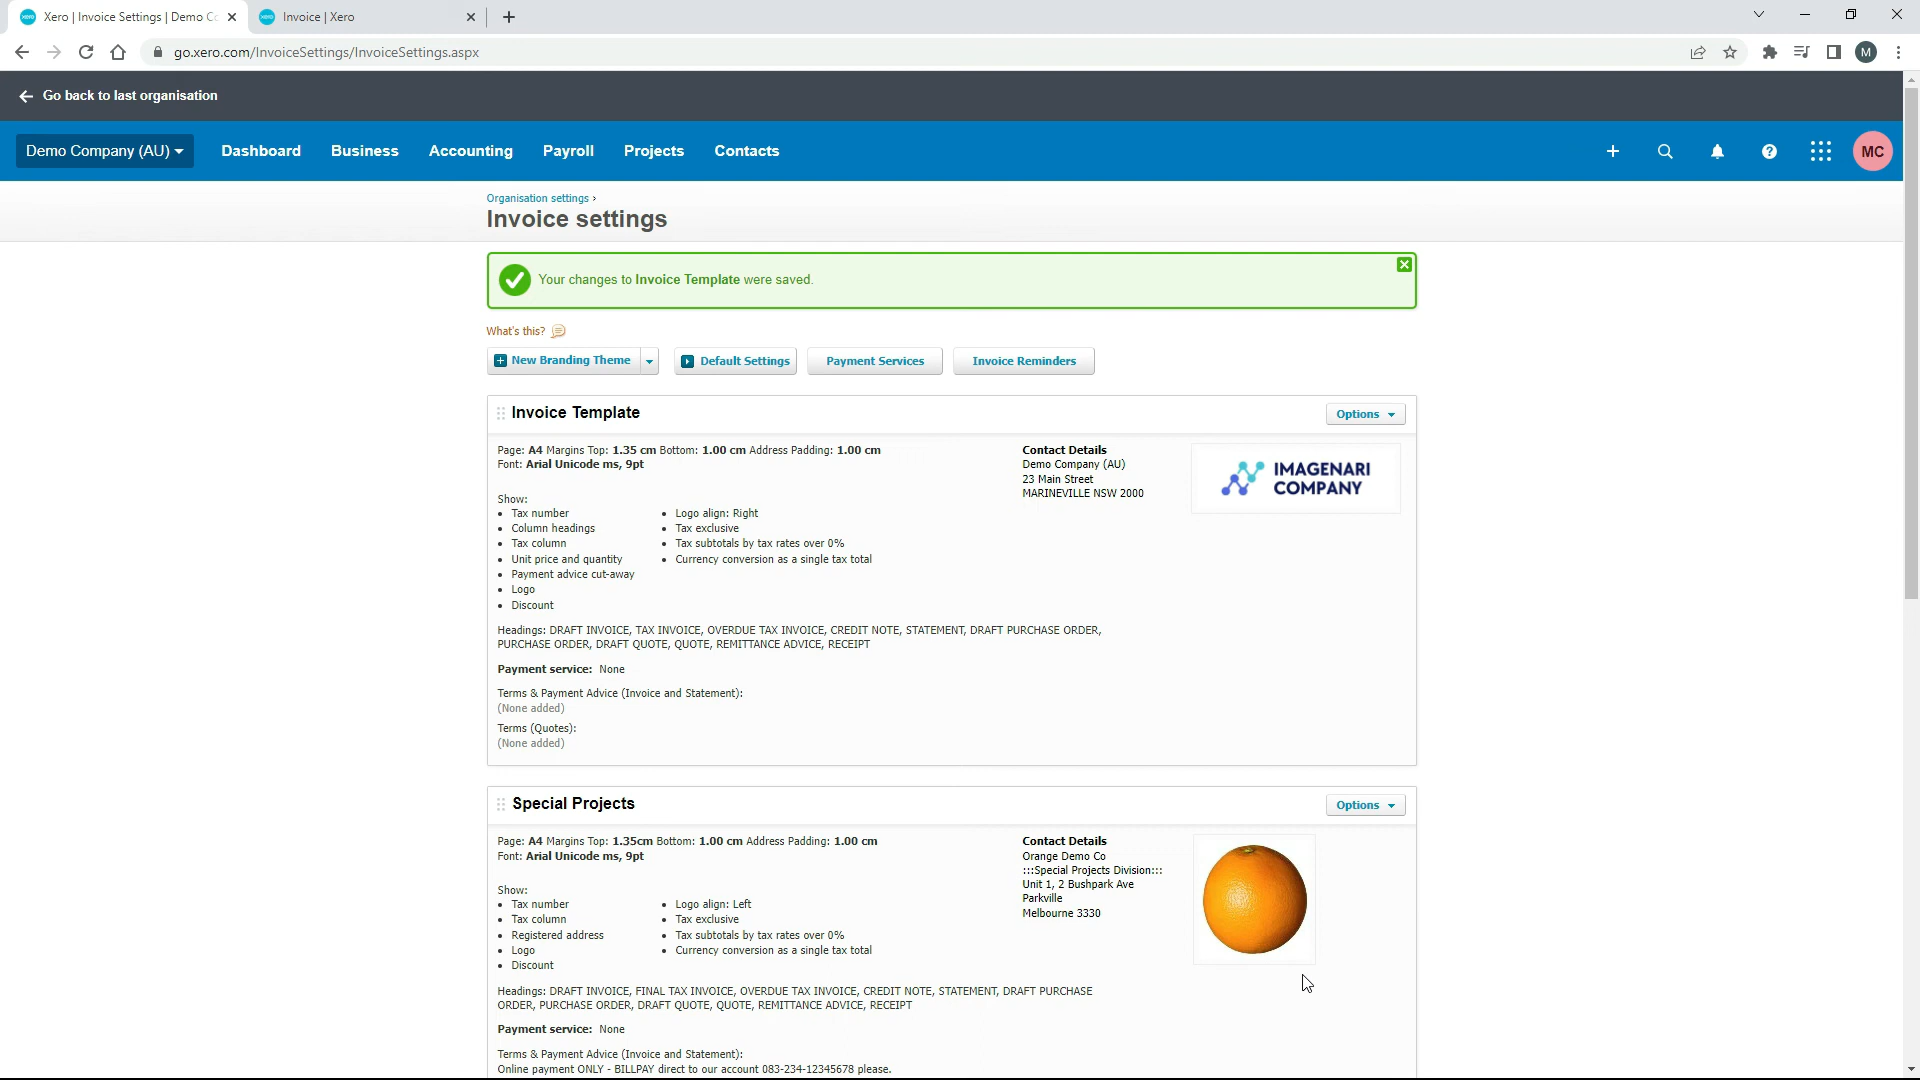 Xero | Invoice Settings | Demo C
Invoice | Xero
go.xero.com/InvoiceSettings/InvoiceSettings.aspx
M
Go back to last organisation
Demo Company (AU)
Dashboard
Business
Accounting
Payroll
Projects
Contacts
MC
Organisation settings ›
Invoice settings
Your changes to Invoice Template were saved.
What's this?
New Branding Theme
Default Settings
Payment Services
Invoice Reminders
Invoice Template
Options
Page: A4 Margins Top: 1.35 cm Bottom: 1.00 cm Address Padding: 1.00 cm
Font: Arial Unicode ms, 9pt
Show:
• Tax number
• Column headings
• Tax column
• Unit price and quantity
• Payment advice cut-away
• Logo
• Discount
• Logo align: Right
• Tax exclusive
• Tax subtotals by tax rates over 0%
• Currency conversion as a single tax total
Contact Details
Demo Company (AU)
23 Main Street
MARINEVILLE NSW 2000
IMAGENARI
COMPANY
Headings: DRAFT INVOICE, TAX INVOICE, OVERDUE TAX INVOICE, CREDIT NOTE, STATEMENT, DRAFT PURCHASE ORDER,
PURCHASE ORDER, DRAFT QUOTE, QUOTE, REMITTANCE ADVICE, RECEIPT
Payment service: None
Terms & Payment Advice (Invoice and Statement):
(None added)
Terms (Quotes):
(None added)
Special Projects
Options
Page: A4 Margins Top: 1.35cm Bottom: 1.00 cm Address Padding: 1.00 cm
Font: Arial Unicode ms, 9pt
Show:
• Tax number
• Tax column
• Registered address
• Logo
• Discount
• Logo align: Left
• Tax exclusive
• Tax subtotals by tax rates over 0%
• Currency conversion as a single tax total
Contact Details
Orange Demo Co
:::Special Projects Division:::
Unit 1, 2 Bushpark Ave
Parkville
Melbourne 3330
Headings: DRAFT INVOICE, FINAL TAX INVOICE, OVERDUE TAX INVOICE, CREDIT NOTE, STATEMENT, DRAFT PURCHASE
ORDER, PURCHASE ORDER, DRAFT QUOTE, QUOTE, REMITTANCE ADVICE, RECEIPT
Payment service: None
Terms & Payment Advice (Invoice and Statement):
Online payment ONLY - BILLPAY direct to our account 083-234-12345678 please.